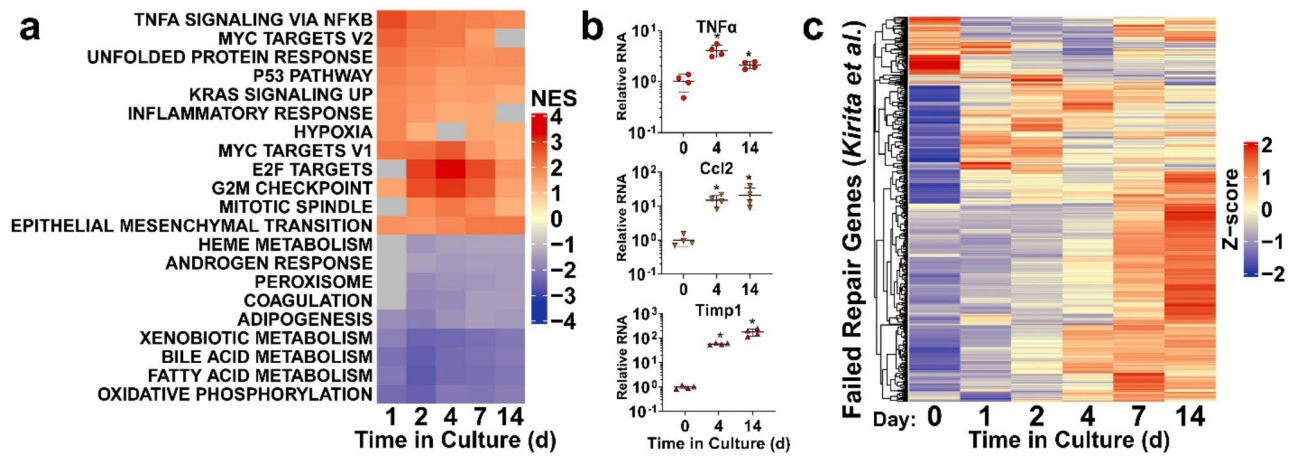 a
TNFA SIGNALING VIA NFKB
MYC TARGETS V2
UNFOLDED PROTEIN RESPONSE
P53 PATHWAY
KRAS SIGNALING UP
INFLAMMATORY RESPONSE
HYPOXIA
MYC TARGETS V1
E2F TARGETS
G2M CHECKPOINT
MITOTIC SPINDLE
EPITHELIAL MESENCHYMAL TRANSITION
HEME METABOLISM
ANDROGEN RESPONSE
PEROXISOME
COAGULATION
ADIPOGENESIS
XENOBIOTIC METABOLISM
BILE ACID METABOLISM
FATTY ACID METABOLISM
OXIDATIVE PHOSPHORYLATION
1 2 4 7 14
Time in Culture (d)
NES
4
3
2
1
0
−1
−2
−3
−4
b
TNFα
Relative RNA
10¹
10⁰
10-¹
* *
0 4 14
Ccl2
Relative RNA
10²
10¹
10⁰
10-¹
* *
0 4 14
Timp1
Relative RNA
10³
10²
10¹
10⁰
10-¹
* *
0 4 14
Time in Culture (d)
c
Failed Repair Genes (Kirita et al.)
Day: 0 1 2 4 7 14
Time in Culture (d)
Z-score
2
1
0
−1
−2